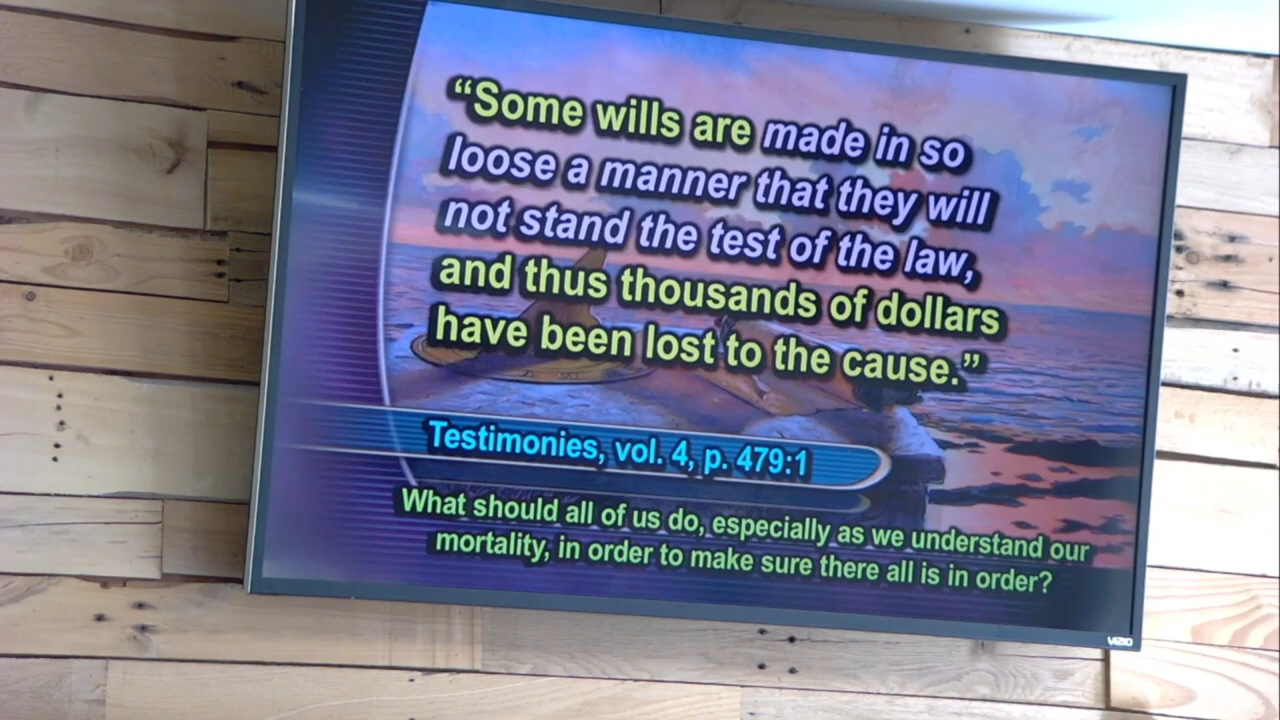 “Some wills are made in so
loose a manner that they will
not stand the test of the law,
and thus thousands of dollars
have been lost to the cause.”
Testimonies, vol. 4, p. 479:1
What should all of us do, especially as we understand our
mortality, in order to make sure there all is in order?
VIZIO